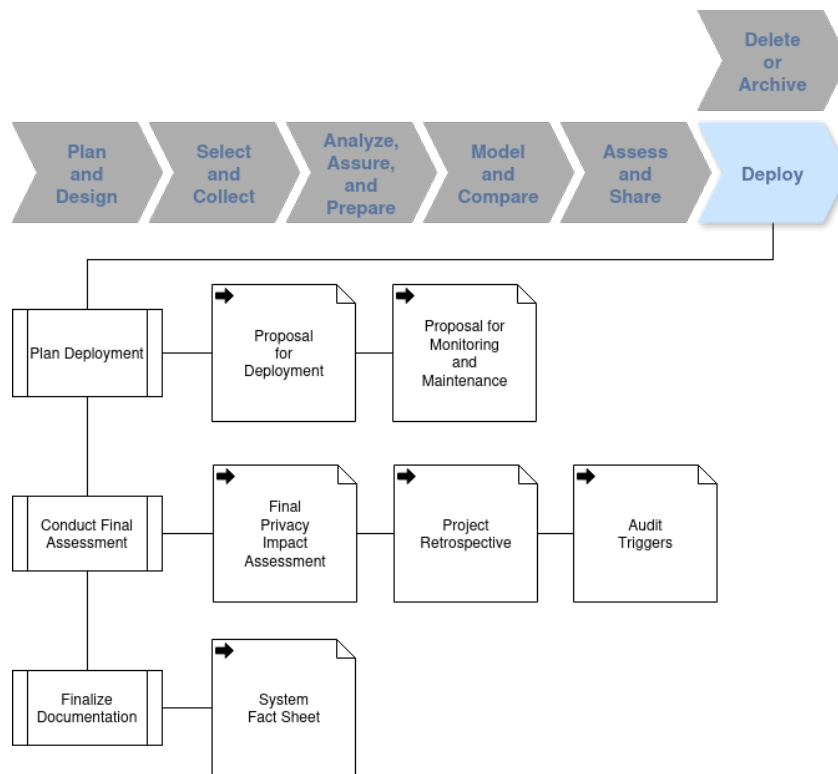 Delete
or
Archive
Plan
and
Design
Select
and
Collect
Analyze,
Assure,
and
Prepare
Model
and
Compare
Assess
and
Share
Deploy
Plan Deployment
Proposal
for
Deployment
Proposal for
Monitoring
and
Maintenance
Conduct Final
Assessment
Final
Privacy
Impact
Assessment
Project
Retrospective
Audit
Triggers
Finalize
Documentation
System
Fact Sheet